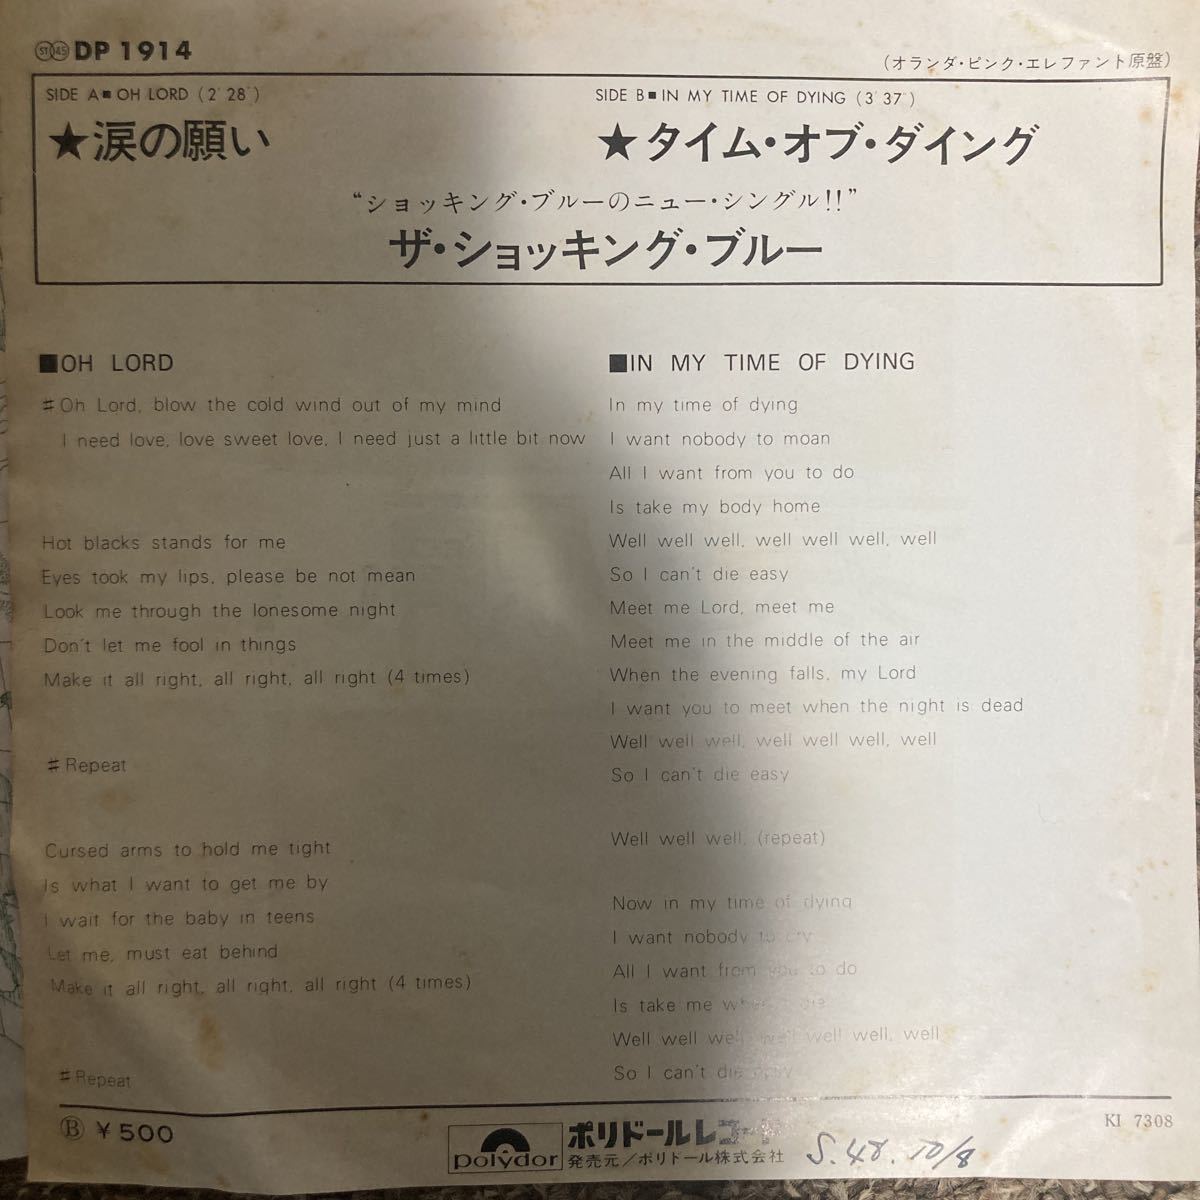 ST 45 DP 1914
(オランダ・ピンク・エレファント原盤)
SIDE A■OH LORD (2'28")
★涙の願い
SIDE B■IN MY TIME OF DYING (3'37")
★タイム・オブ・ダイング
“ショッキング・ブルーのニュー・シングル!!”
ザ・ショッキング・ブルー
■OH LORD
♯Oh Lord, blow the cold wind out of my mind
I need love, love sweet love, I need just a little bit now
Hot blacks stands for me
Eyes took my lips, please be not mean
Look me through the lonesome night
Don't let me fool in things
Make it all right, all right, all right (4 times)
♯Repeat
Cursed arms to hold me tight
Is what I want to get me by
I wait for the baby in teens
Let me, must eat behind
Make it all right, all right, all right (4 times)
♯Repeat
■IN MY TIME OF DYING
In my time of dying
I want nobody to moan
All I want from you to do
Is take my body home
Well well well, well well well, well
So I can't die easy
Meet me Lord, meet me
Meet me in the middle of the air
When the evening falls, my Lord
I want you to meet when the night is dead
Well well well, well well well, well
So I can't die easy
Well well well, (repeat)
Now in my time of dying
I want nobody to cry
All I want from you to do
Is take me when I die
Well well well, well well well, well
So I can't die easy
Ⓑ ¥500
polydor
ポリドールレコード
発売元/ポリドール株式会社
S.48.10/8
KI 7308